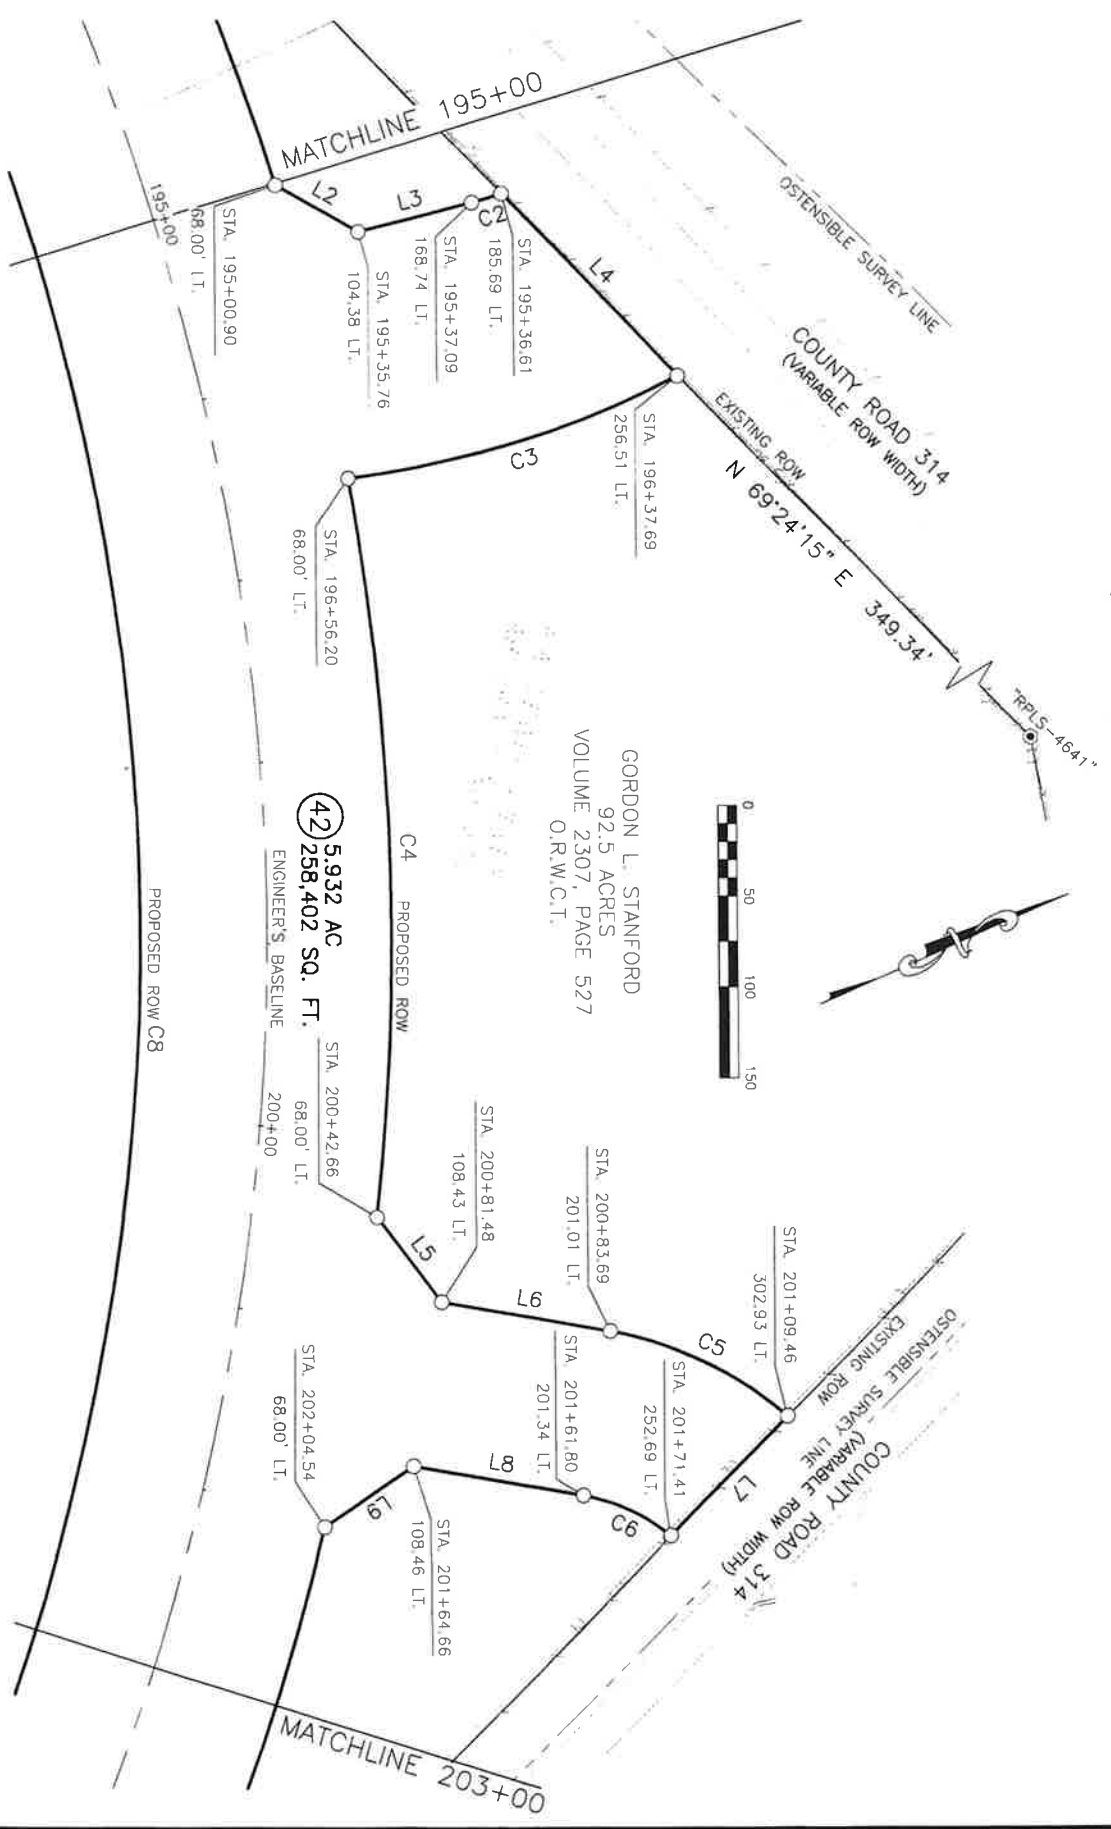 MATCHLINE 195+00
OSTENSIBLE SURVEY LINE
COUNTY ROAD 314
(VARIABLE ROW WIDTH)
EXISTING ROW
N 69°24'15" E 349.34'
"RPLS-4641"
L2
L3
C2
L4
195+00
STA. 195+00.90
68.00' LT.
STA. 195+35.76
104.38 LT.
STA. 195+37.09
168.74 LT.
STA. 195+36.61
185.69 LT.
STA. 196+37.69
256.51 LT.
C3
STA. 196+56.20
68.00' LT.
GORDON L. STANFORD
92.5 ACRES
VOLUME 2307, PAGE 527
O.R.W.C.T.
0 50 100 150
C4 PROPOSED ROW
42 5.932 AC
258,402 SQ. FT.
ENGINEER'S BASELINE
200+00
PROPOSED ROW C8
STA. 200+42.66
68.00' LT.
L5
STA. 200+81.48
108.43 LT.
L6
STA. 200+83.69
201.01 LT.
C5
STA. 201+09.46
302.93 LT.
EXISTING ROW
OSTENSIBLE SURVEY LINE
COUNTY ROAD 314
(VARIABLE ROW WIDTH)
L7
STA. 201+71.41
252.69 LT.
C6
STA. 201+61.80
201.34 LT.
L8
STA. 201+64.66
108.46 LT.
L9
STA. 202+04.54
68.00' LT.
MATCHLINE 203+00